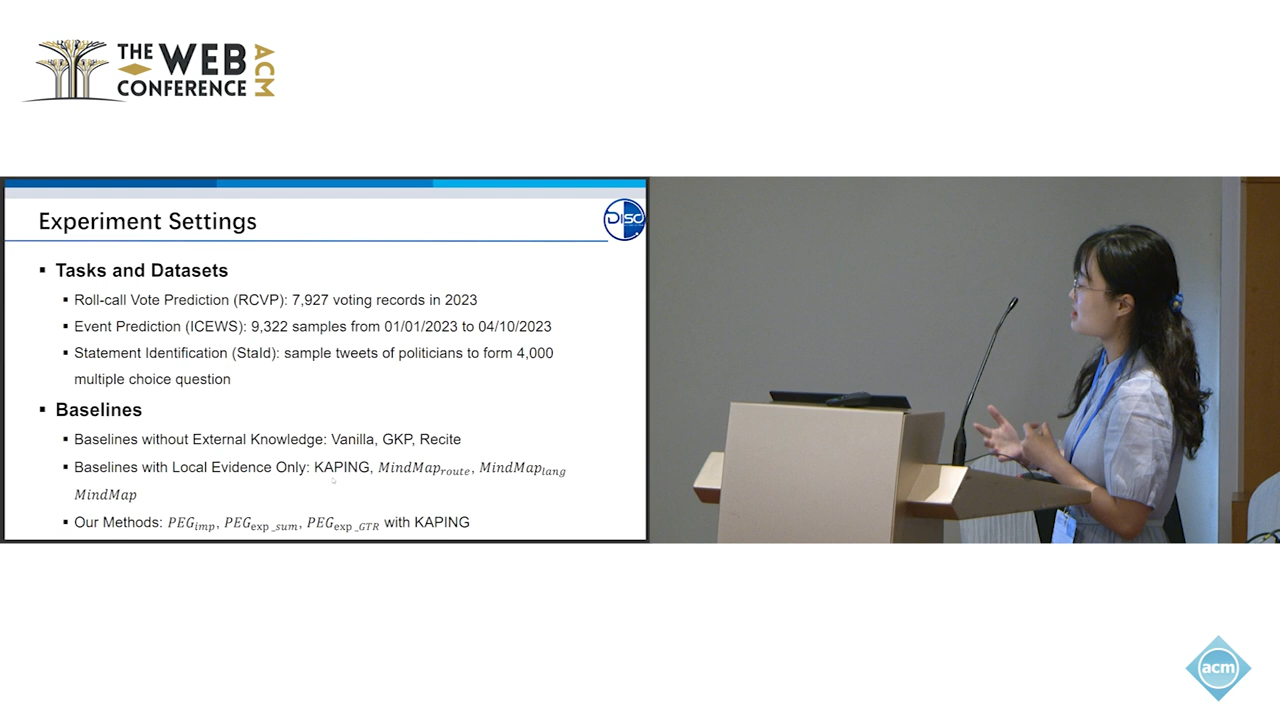 THE WEB
CONFERENCE
ACM
Experiment Settings
DISC
▪ Tasks and Datasets
▪ Roll-call Vote Prediction (RCVP): 7,927 voting records in 2023
▪ Event Prediction (ICEWS): 9,322 samples from 01/01/2023 to 04/10/2023
▪ Statement Identification (StaId): sample tweets of politicians to form 4,000
multiple choice question
▪ Baselines
▪ Baselines without External Knowledge: Vanilla, GKP, Recite
▪ Baselines with Local Evidence Only: KAPING, MindMap_route, MindMap_lang
MindMap
▪ Our Methods: PEG_imp, PEG_exp_sum, PEG_exp_GTR with KAPING
acm